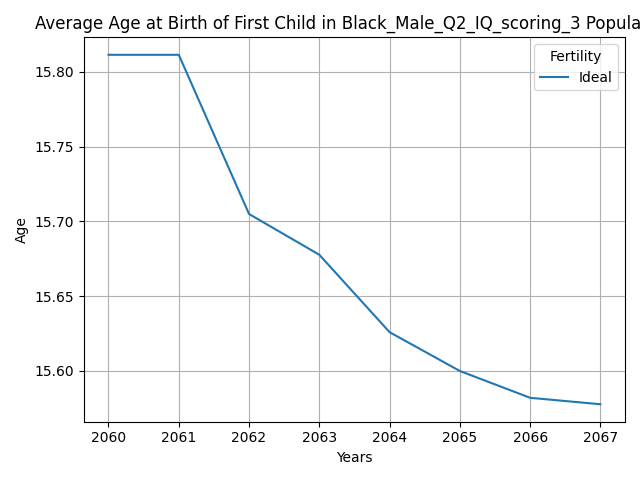 Average Age at Birth of First Child in Black_Male_Q2_IQ_scoring_3 Popula
Fertility
Ideal
15.80
15.75
15.70
15.65
15.60
Age
2060 2061 2062 2063 2064 2065 2066 2067
Years